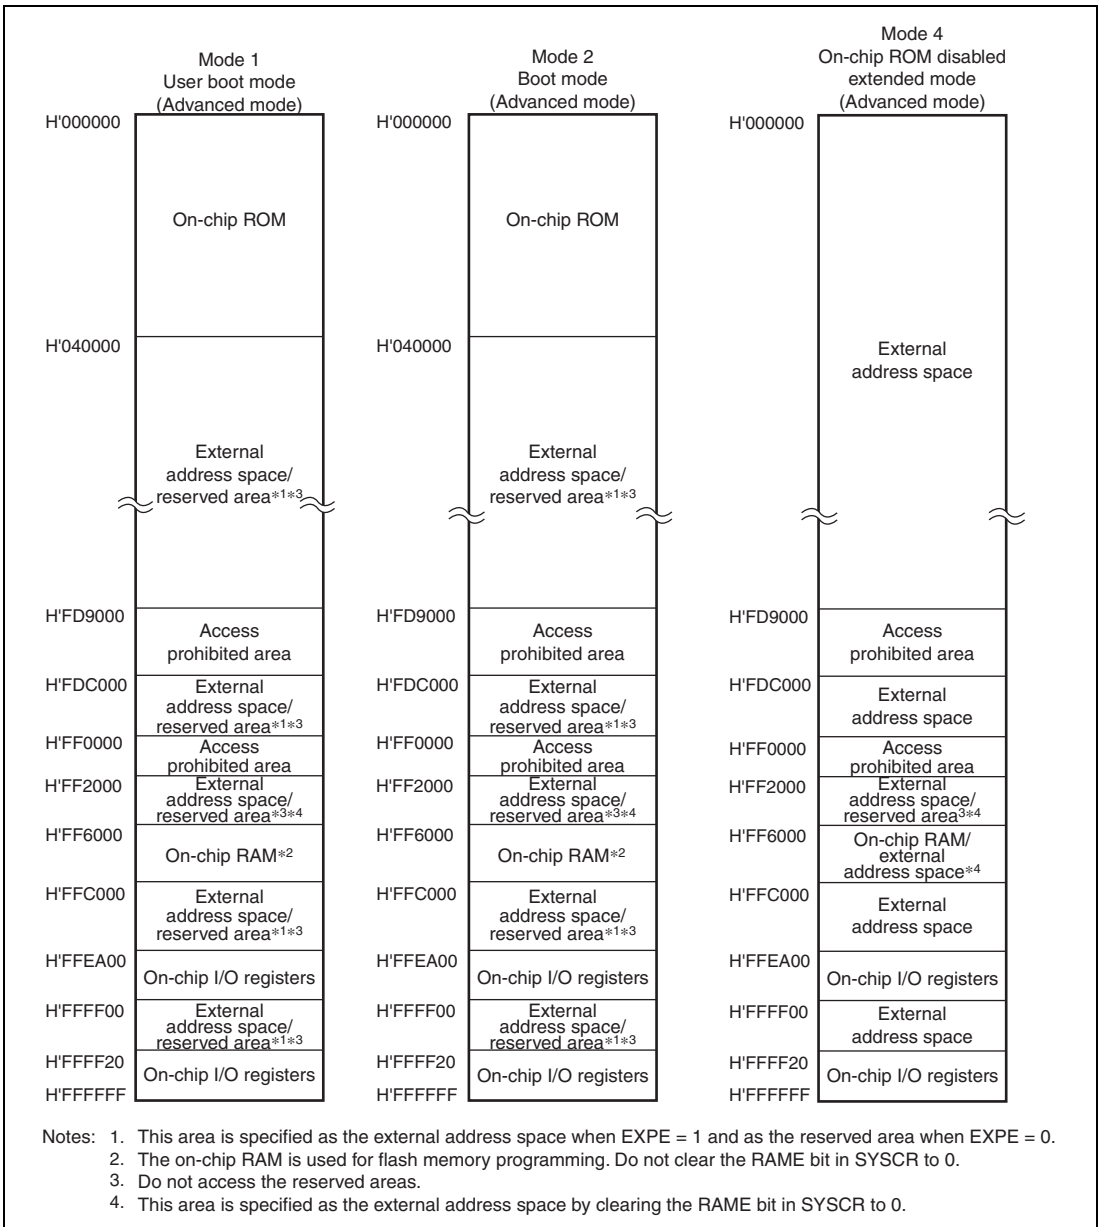 Mode 1
User boot mode
(Advanced mode)
H'000000
On-chip ROM
H'040000
External
address space/
reserved area*1*3
H'FD9000
Access
prohibited area
H'FDC000
External
address space/
reserved area*1*3
H'FF0000
Access
prohibited area
H'FF2000
External
address space/
reserved area*3*4
H'FF6000
On-chip RAM*2
H'FFC000
External
address space/
reserved area*1*3
H'FFEA00
On-chip I/O registers
H'FFFF00
External
address space/
reserved area*1*3
H'FFFF20
On-chip I/O registers
H'FFFFFF
Mode 2
Boot mode
(Advanced mode)
H'000000
On-chip ROM
H'040000
External
address space/
reserved area*1*3
H'FD9000
Access
prohibited area
H'FDC000
External
address space/
reserved area*1*3
H'FF0000
Access
prohibited area
H'FF2000
External
address space/
reserved area*3*4
H'FF6000
On-chip RAM*2
H'FFC000
External
address space/
reserved area*1*3
H'FFEA00
On-chip I/O registers
H'FFFF00
External
address space/
reserved area*1*3
H'FFFF20
On-chip I/O registers
H'FFFFFF
Mode 4
On-chip ROM disabled
extended mode
(Advanced mode)
H'000000
External
address space
H'FD9000
Access
prohibited area
H'FDC000
External
address space
H'FF0000
Access
prohibited area
H'FF2000
External
address space/
reserved area3*4
H'FF6000
On-chip RAM/
external
address space*4
H'FFC000
External
address space
H'FFEA00
On-chip I/O registers
H'FFFF00
External
address space
H'FFFF20
On-chip I/O registers
H'FFFFFF
Notes: 1. This area is specified as the external address space when EXPE = 1 and as the reserved area when EXPE = 0.
2. The on-chip RAM is used for flash memory programming. Do not clear the RAME bit in SYSCR to 0.
3. Do not access the reserved areas.
4. This area is specified as the external address space by clearing the RAME bit in SYSCR to 0.